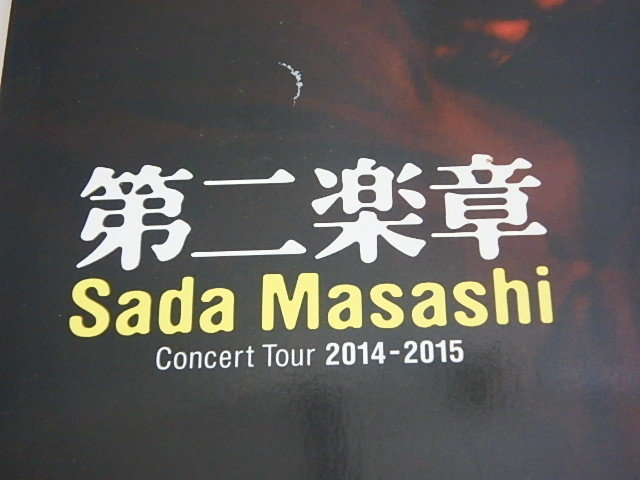 第二楽章
Sada Masashi
Concert Tour 2014-2015